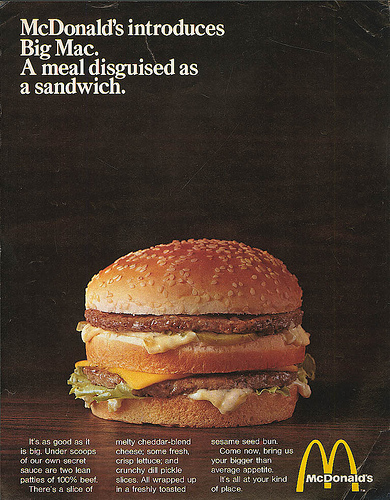 McDonald's introduces
Big Mac.
A meal disguised as
a sandwich.
It's as good as it
is big. Under scoops
of our own secret
sauce are two lean
patties of 100% beef.
There's a slice of
melty cheddar-blend
cheese; some fresh,
crisp lettuce; and
crunchy dill pickle
slices. All wrapped up
in a freshly toasted
sesame seed bun.
Come now, bring us
your bigger than
average appetite.
It's all at your kind
of place.
McDonald's